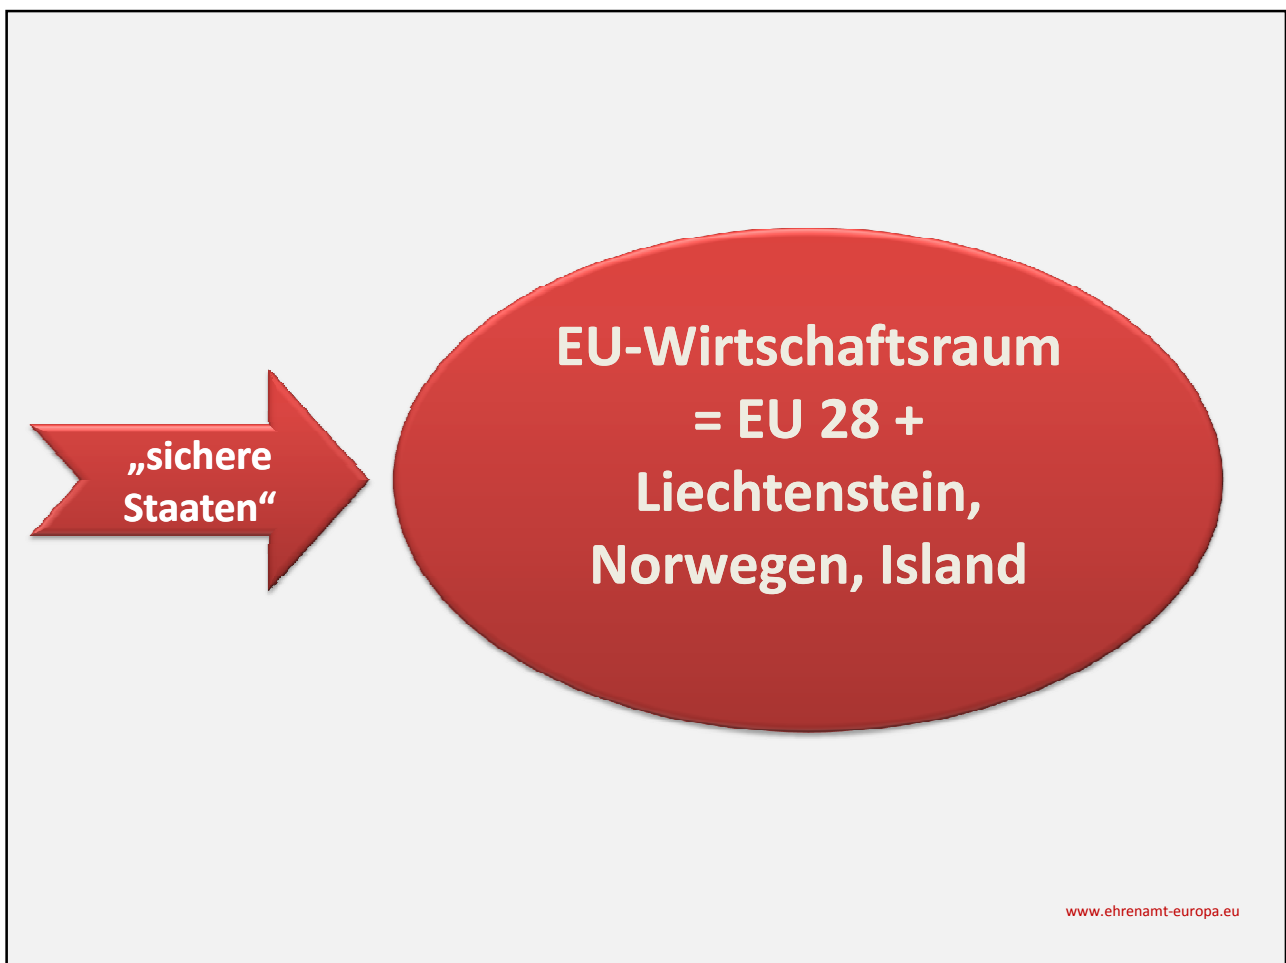 „sichere
Staaten“
EU-Wirtschaftsraum
= EU 28 +
Liechtenstein,
Norwegen, Island
www.ehrenamt-europa.eu